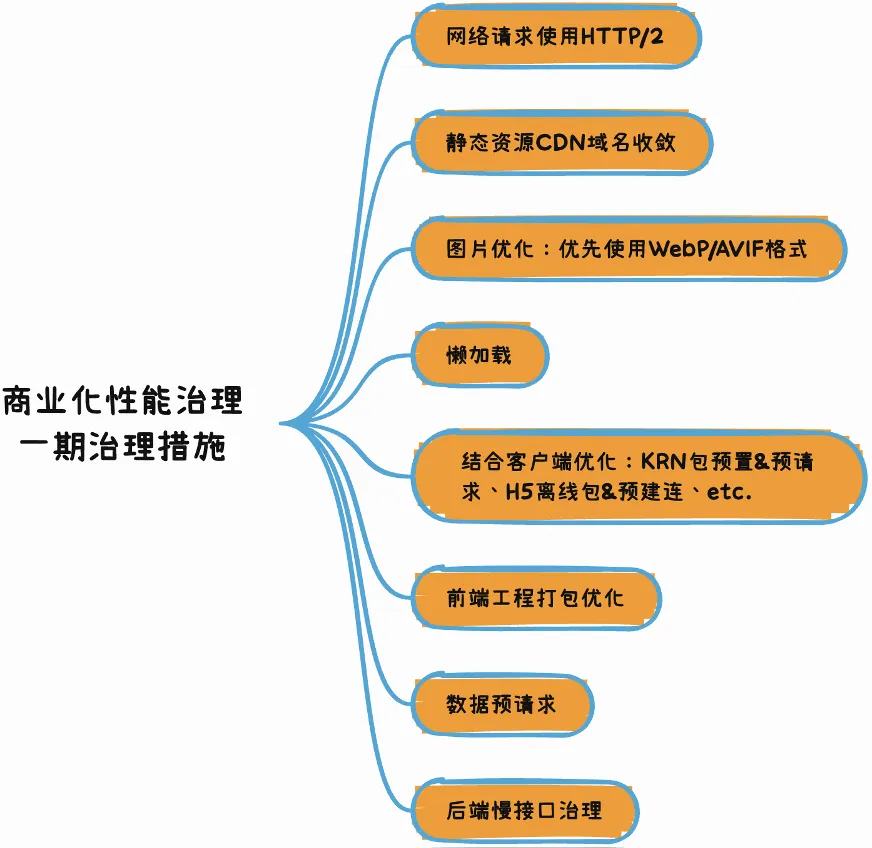 网络请求使用HTTP/2
静态资源CDN域名收敛
图片优化：优先使用WebP/AVIF格式
懒加载
商业化性能治理
一期治理措施
结合客户端优化：KRN包预置&预请
求、H5离线包&预建连、etc.
前端工程打包优化
数据预请求
后端慢接口治理